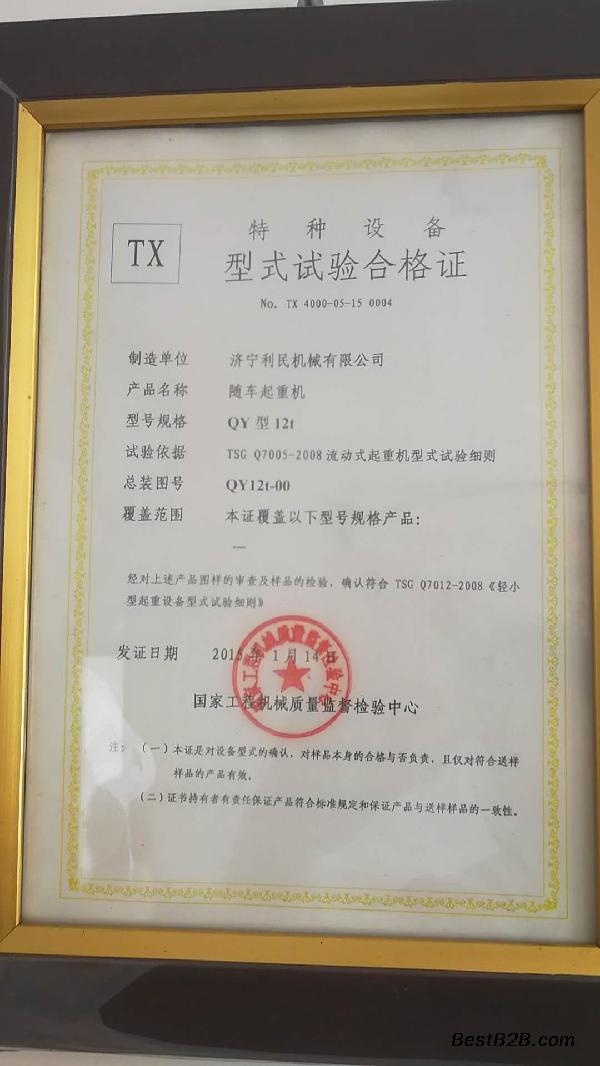 特种设备
TX
型式试验合格证
No. TX 4000-05-15 0004
制造单位 济宁利民机械有限公司
产品名称 随车起重机
型号规格 QY 型 12t
试验依据 TSG Q7005-2008 流动式起重机型式试验细则
总装图号 QY12t-00
覆盖范围 本证覆盖以下型号规格产品：
—
经对上述产品图样的审查及样品的检验，确认符合 TSG Q7012-2008《轻小
型起重设备型式试验细则》
发证日期 2015年1月14日
国家工程机械质量监督检验中心
注：（一）本证是对设备型式的确认，对样品本身的合格与否负责，且仅对符合送样
样品的产品有效。
（二）证书持有者有责任保证产品符合标准规定和保证产品与送样样品的一致性。
BestB2B.com